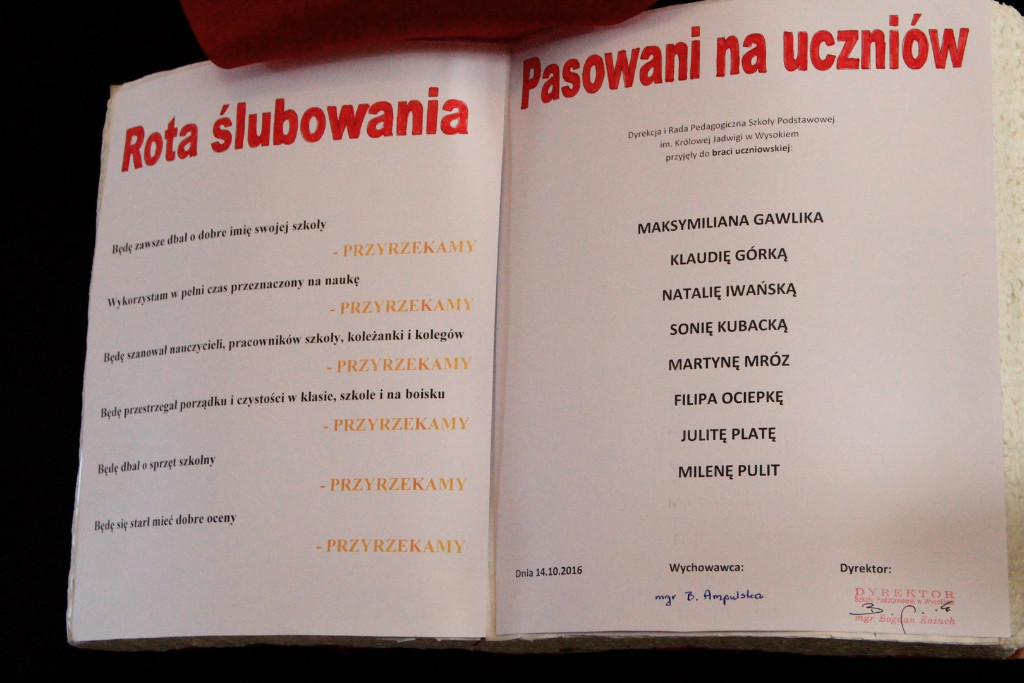 Rota ślubowania
Będę zawsze dbał o dobre imię swojej szkoły
- PRZYRZEKAMY
Wykorzystam w pełni czas przeznaczony na naukę
- PRZYRZEKAMY
Będę szanował nauczycieli, pracowników szkoły, koleżanki i kolegów
- PRZYRZEKAMY
Będę przestrzegał porządku i czystości w klasie, szkole i na boisku
- PRZYRZEKAMY
Będę dbał o sprzęt szkolny
- PRZYRZEKAMY
Będę się starł mieć dobre oceny
- PRZYRZEKAMY
Pasowani na uczniów
Dyrekcja i Rada Pedagogiczna Szkoły Podstawowej
im. Królowej Jadwigi w Wysokiem
przyjęły do braci uczniowskiej:
MAKSYMILIANA GAWLIKA
KLAUDIĘ GÓRKĄ
NATALIĘ IWAŃSKĄ
SONIĘ KUBACKĄ
MARTYNĘ MRÓZ
FILIPA OCIEPKĘ
JULITĘ PLATĘ
MILENĘ PULIT
Dnia 14.10.2016
Wychowawca:
Dyrektor:
mgr B. Ampulska
DYREKTOR
Szkoły Podstawowej w Wysokiem
mgr Bogdan Kożuch